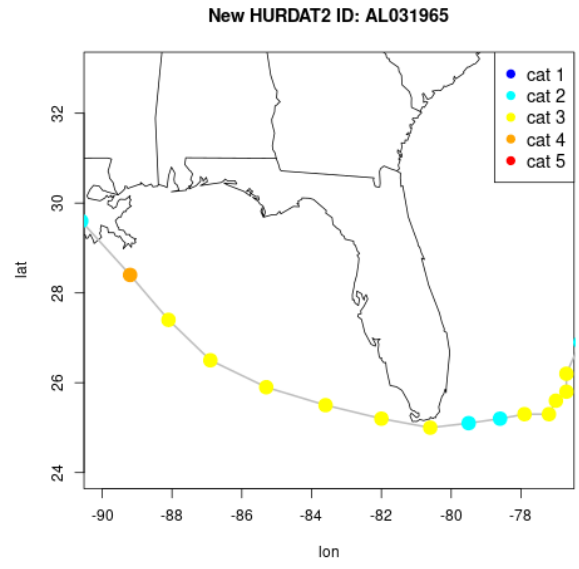 New HURDAT2 ID: AL031965
cat 1
cat 2
cat 3
cat 4
cat 5
32
30
28
26
24
lat
-90 -88 -86 -84 -82 -80 -78
lon